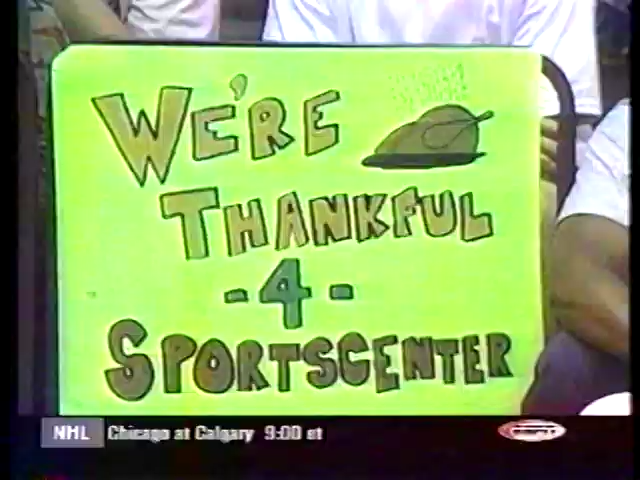 WE'RE
THANKFUL
-4-
SPORTSCENTER
NHL Chicago at Calgary 9:00 et